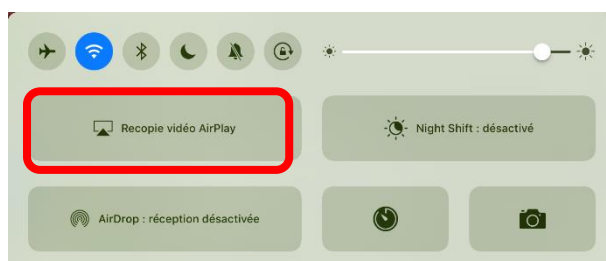 Recopie vidéo AirPlay
Night Shift : désactivé
AirDrop : réception désactivée